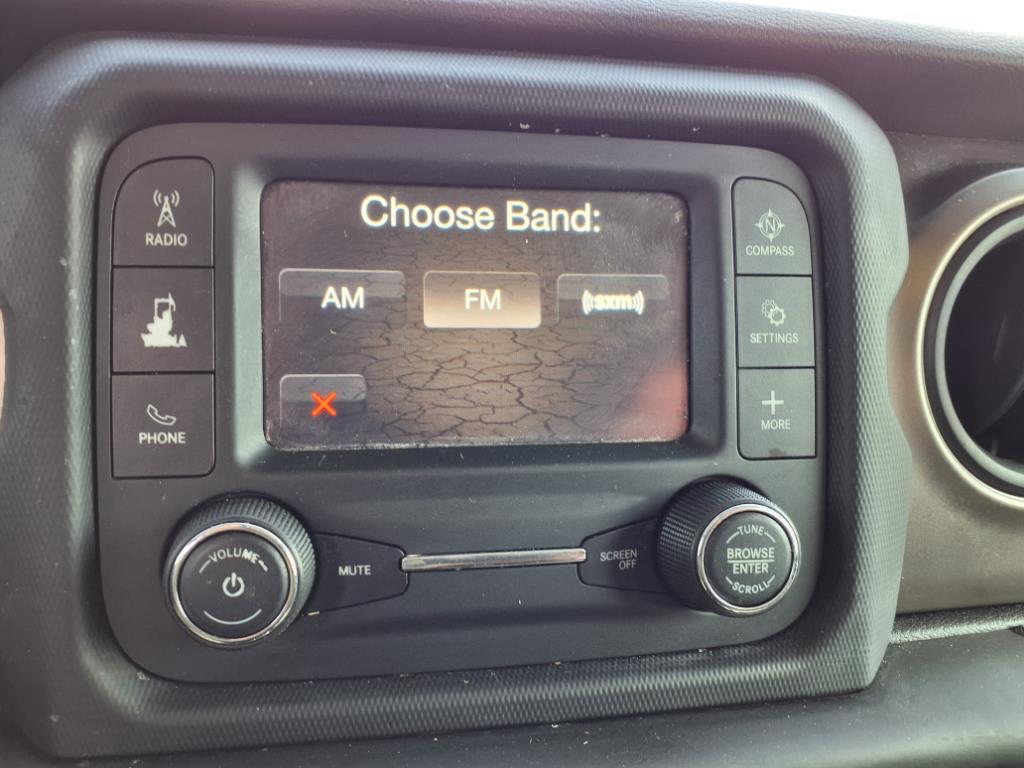 Choose Band:
AM
FM
sxm
RADIO
PHONE
N
COMPASS
SETTINGS
MORE
VOLUME
MUTE
SCREEN
OFF
TUNE
BROWSE
ENTER
SCROLL